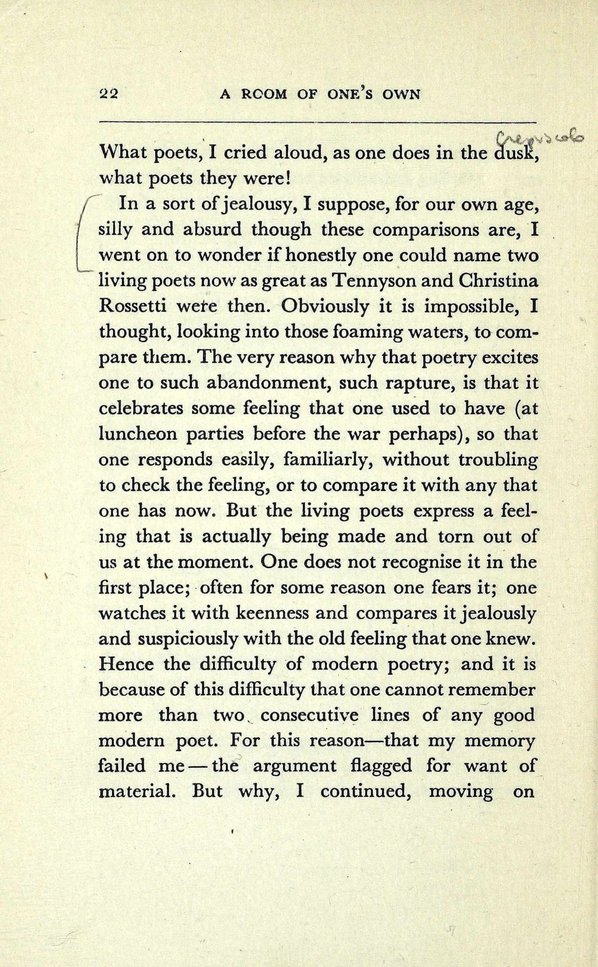 22 A ROOM OF ONE'S OWN
Crepuscolo
What poets, I cried aloud, as one does in the dusk,
what poets they were!
In a sort of jealousy, I suppose, for our own age,
silly and absurd though these comparisons are, I
went on to wonder if honestly one could name two
living poets now as great as Tennyson and Christina
Rossetti were then. Obviously it is impossible, I
thought, looking into those foaming waters, to com-
pare them. The very reason why that poetry excites
one to such abandonment, such rapture, is that it
celebrates some feeling that one used to have (at
luncheon parties before the war perhaps), so that
one responds easily, familiarly, without troubling
to check the feeling, or to compare it with any that
one has now. But the living poets express a feel-
ing that is actually being made and torn out of
us at the moment. One does not recognise it in the
first place; often for some reason one fears it; one
watches it with keenness and compares it jealously
and suspiciously with the old feeling that one knew.
Hence the difficulty of modern poetry; and it is
because of this difficulty that one cannot remember
more than two consecutive lines of any good
modern poet. For this reason—that my memory
failed me—the argument flagged for want of
material. But why, I continued, moving on